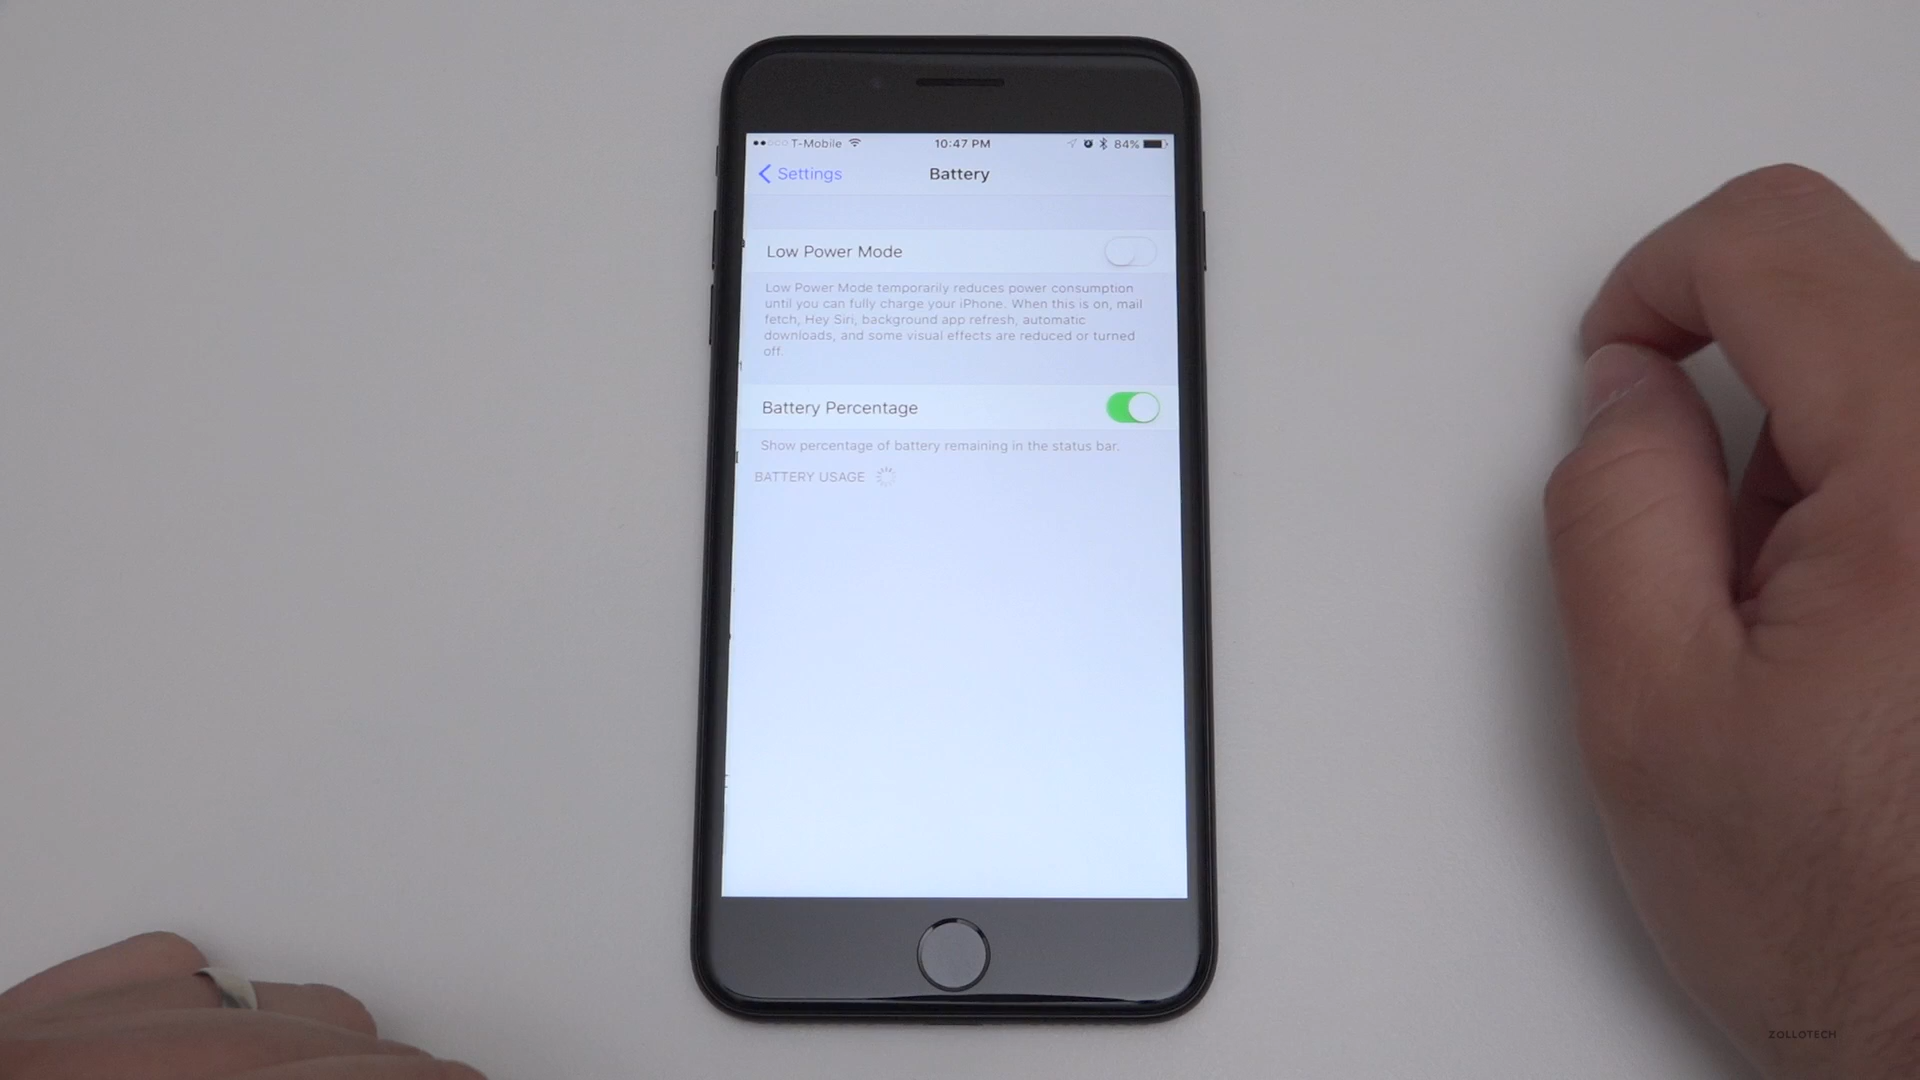 T-Mobile 10:47 PM 84%
Settings Battery
Low Power Mode
Low Power Mode temporarily reduces power consumption
until you can fully charge your iPhone. When this is on, mail
fetch, Hey Siri, background app refresh, automatic
downloads, and some visual effects are reduced or turned
off.
Battery Percentage
Show percentage of battery remaining in the status bar.
BATTERY USAGE
ZOLLOTECH